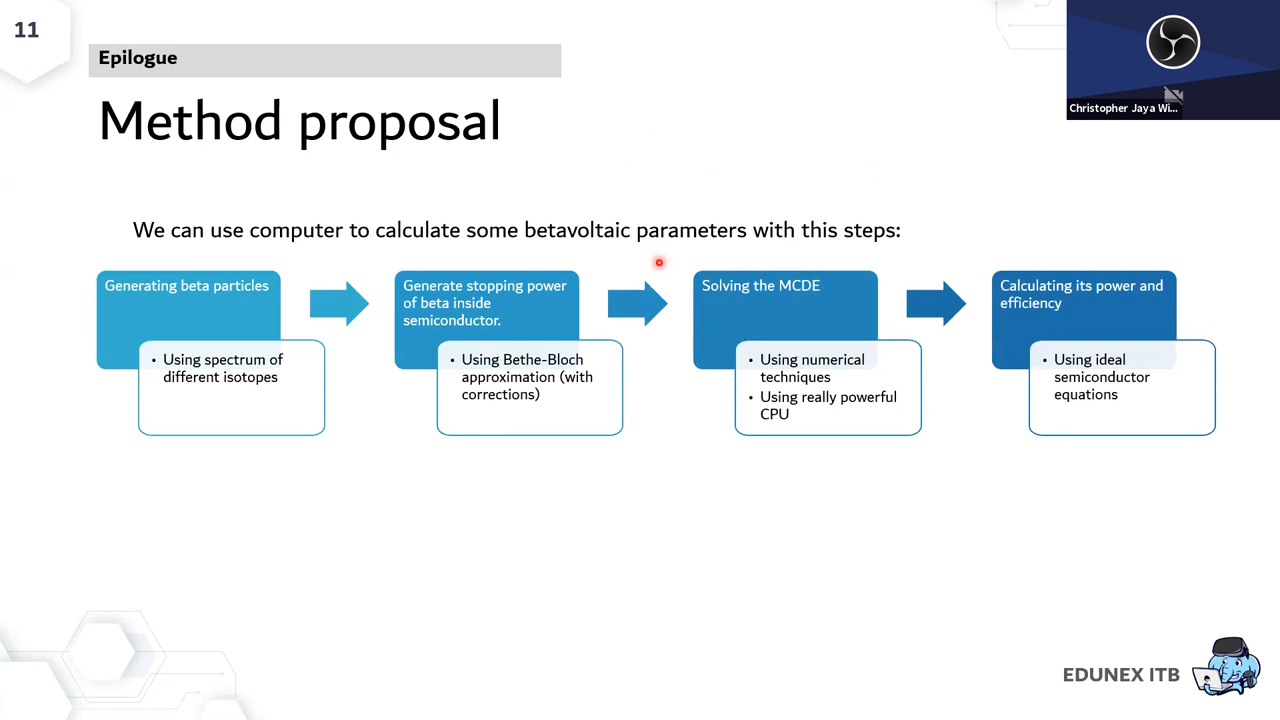 11
Epilogue
Method proposal
Christopher Jaya Wi...
We can use computer to calculate some betavoltaic parameters with this steps:
Generating beta particles
• Using spectrum of
different isotopes
Generate stopping power
of beta inside
semiconductor.
• Using Bethe-Bloch
approximation (with
corrections)
Solving the MCDE
• Using numerical
techniques
• Using really powerful
CPU
Calculating its power and
efficiency
• Using ideal
semiconductor
equations
EDUNEX ITB